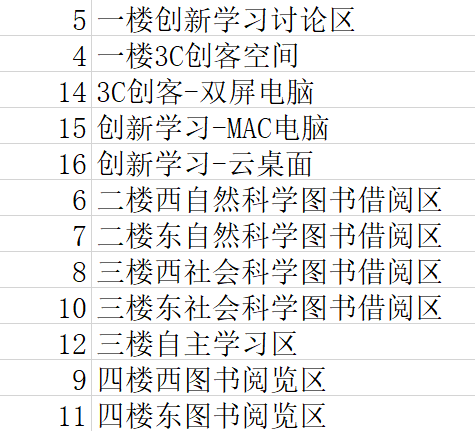 5 一楼创新学习讨论区
4 一楼3C创客空间
14 3C创客-双屏电脑
15 创新学习-MAC电脑
16 创新学习-云桌面
6 二楼西自然科学图书借阅区
7 二楼东自然科学图书借阅区
8 三楼西社会科学图书借阅区
10 三楼东社会科学图书借阅区
12 三楼自主学习区
9 四楼西图书阅览区
11 四楼东图书阅览区